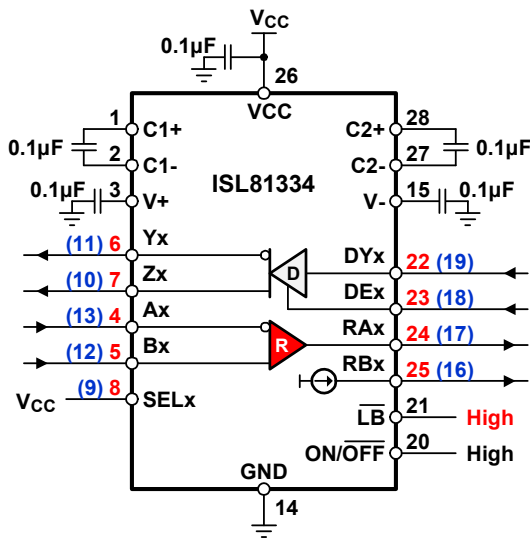 VCC
0.1µF
26
VCC
1 C1+ C2+ 28
0.1µF 0.1µF
2 C1- C2- 27
ISL81334
0.1µF 0.1µF
3 V+ V- 15
(11) 6 Yx DYx 22 (19)
D
(10) 7 Zx DEx 23 (18)
(13) 4 Ax RAx 24 (17)
R
(12) 5 Bx RBx 25 (16)
VCC (9) 8 SELx LB 21 High
ON/OFF 20 High
GND
14